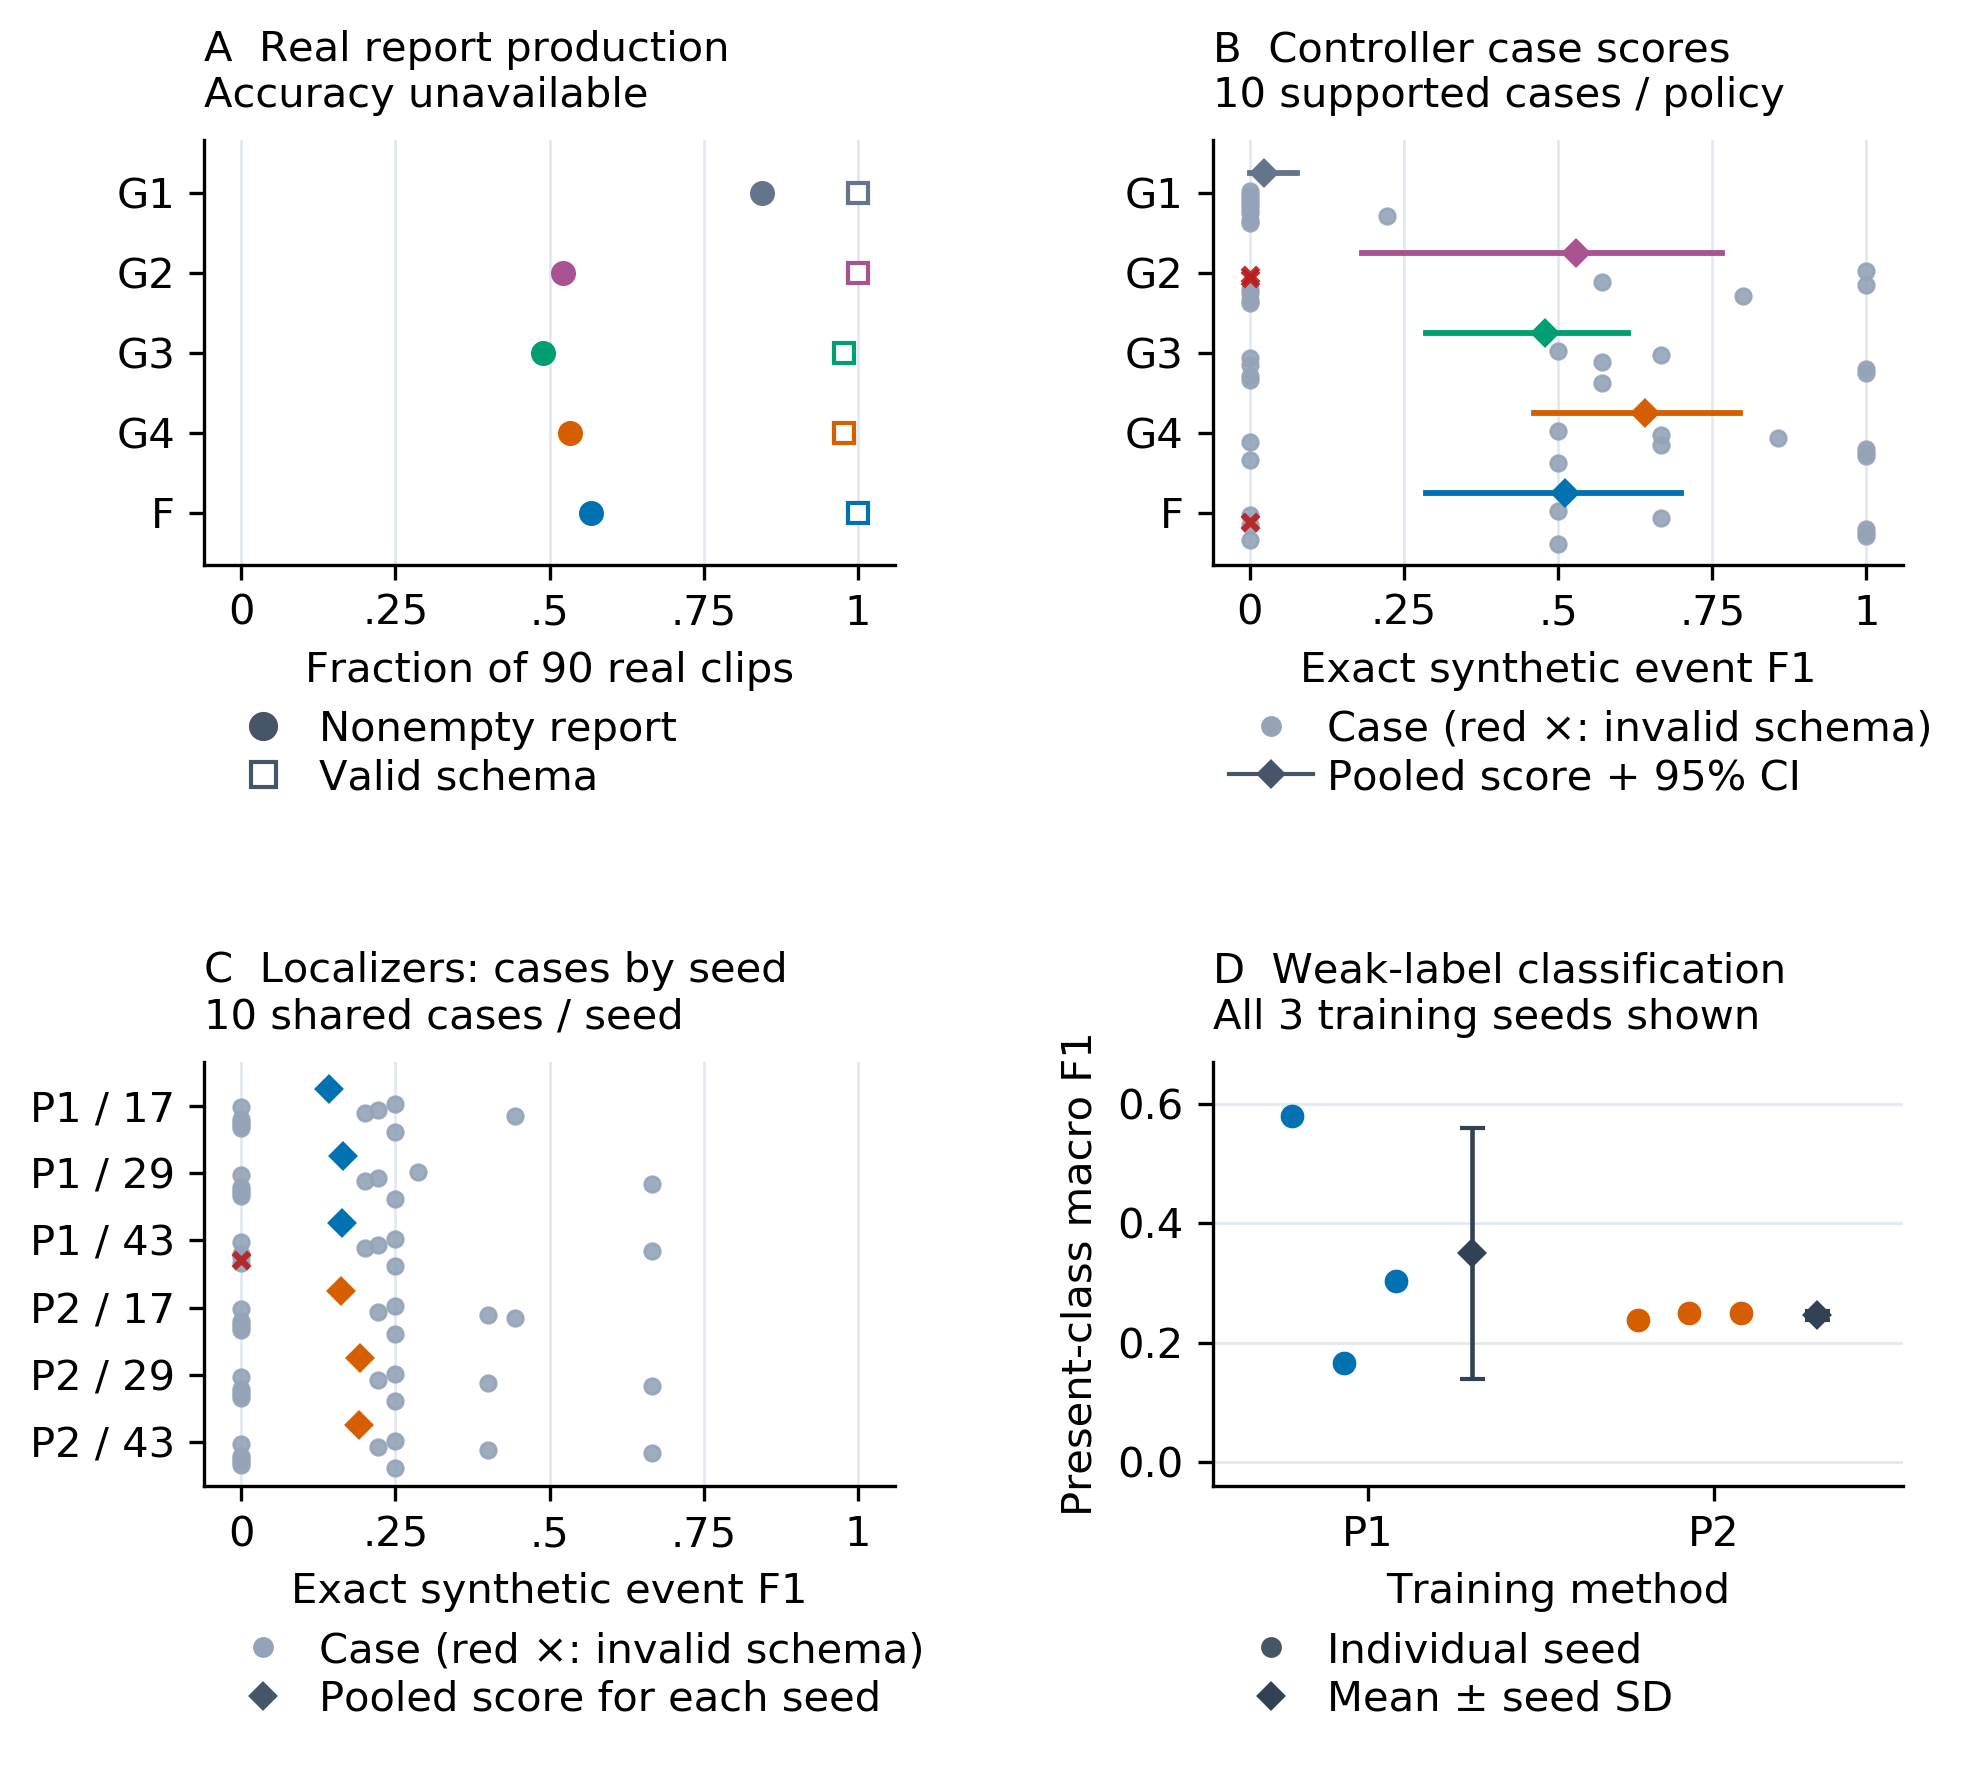 A  Real report production
Accuracy unavailable
G1
G2
G3
G4
F
0 .25 .5 .75 1
Fraction of 90 real clips
Nonempty report
Valid schema
B  Controller case scores
10 supported cases / policy
G1
G2
G3
G4
F
0 .25 .5 .75 1
Exact synthetic event F1
Case (red ×: invalid schema)
Pooled score + 95% CI
C  Localizers: cases by seed
10 shared cases / seed
P1 / 17
P1 / 29
P1 / 43
P2 / 17
P2 / 29
P2 / 43
0 .25 .5 .75 1
Exact synthetic event F1
Case (red ×: invalid schema)
Pooled score for each seed
D  Weak-label classification
All 3 training seeds shown
Present-class macro F1
0.6
0.4
0.2
0.0
P1 P2
Training method
Individual seed
Mean ± seed SD